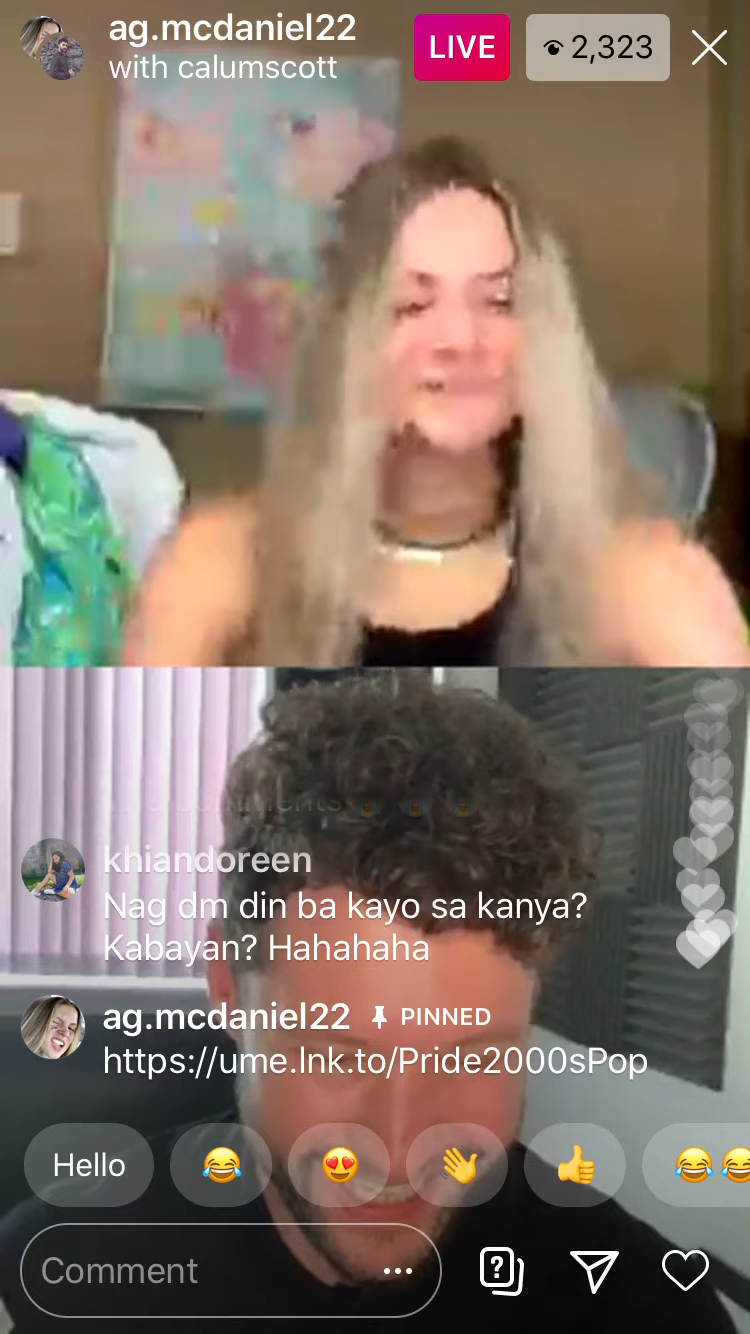 ag.mcdaniel22
with calumscott
LIVE
2,323
khiandoreen
Nag dm din ba kayo sa kanya?
Kabayan? Hahahaha
ag.mcdaniel22 PINNED
https://ume.lnk.to/Pride2000sPop
Hello
Comment